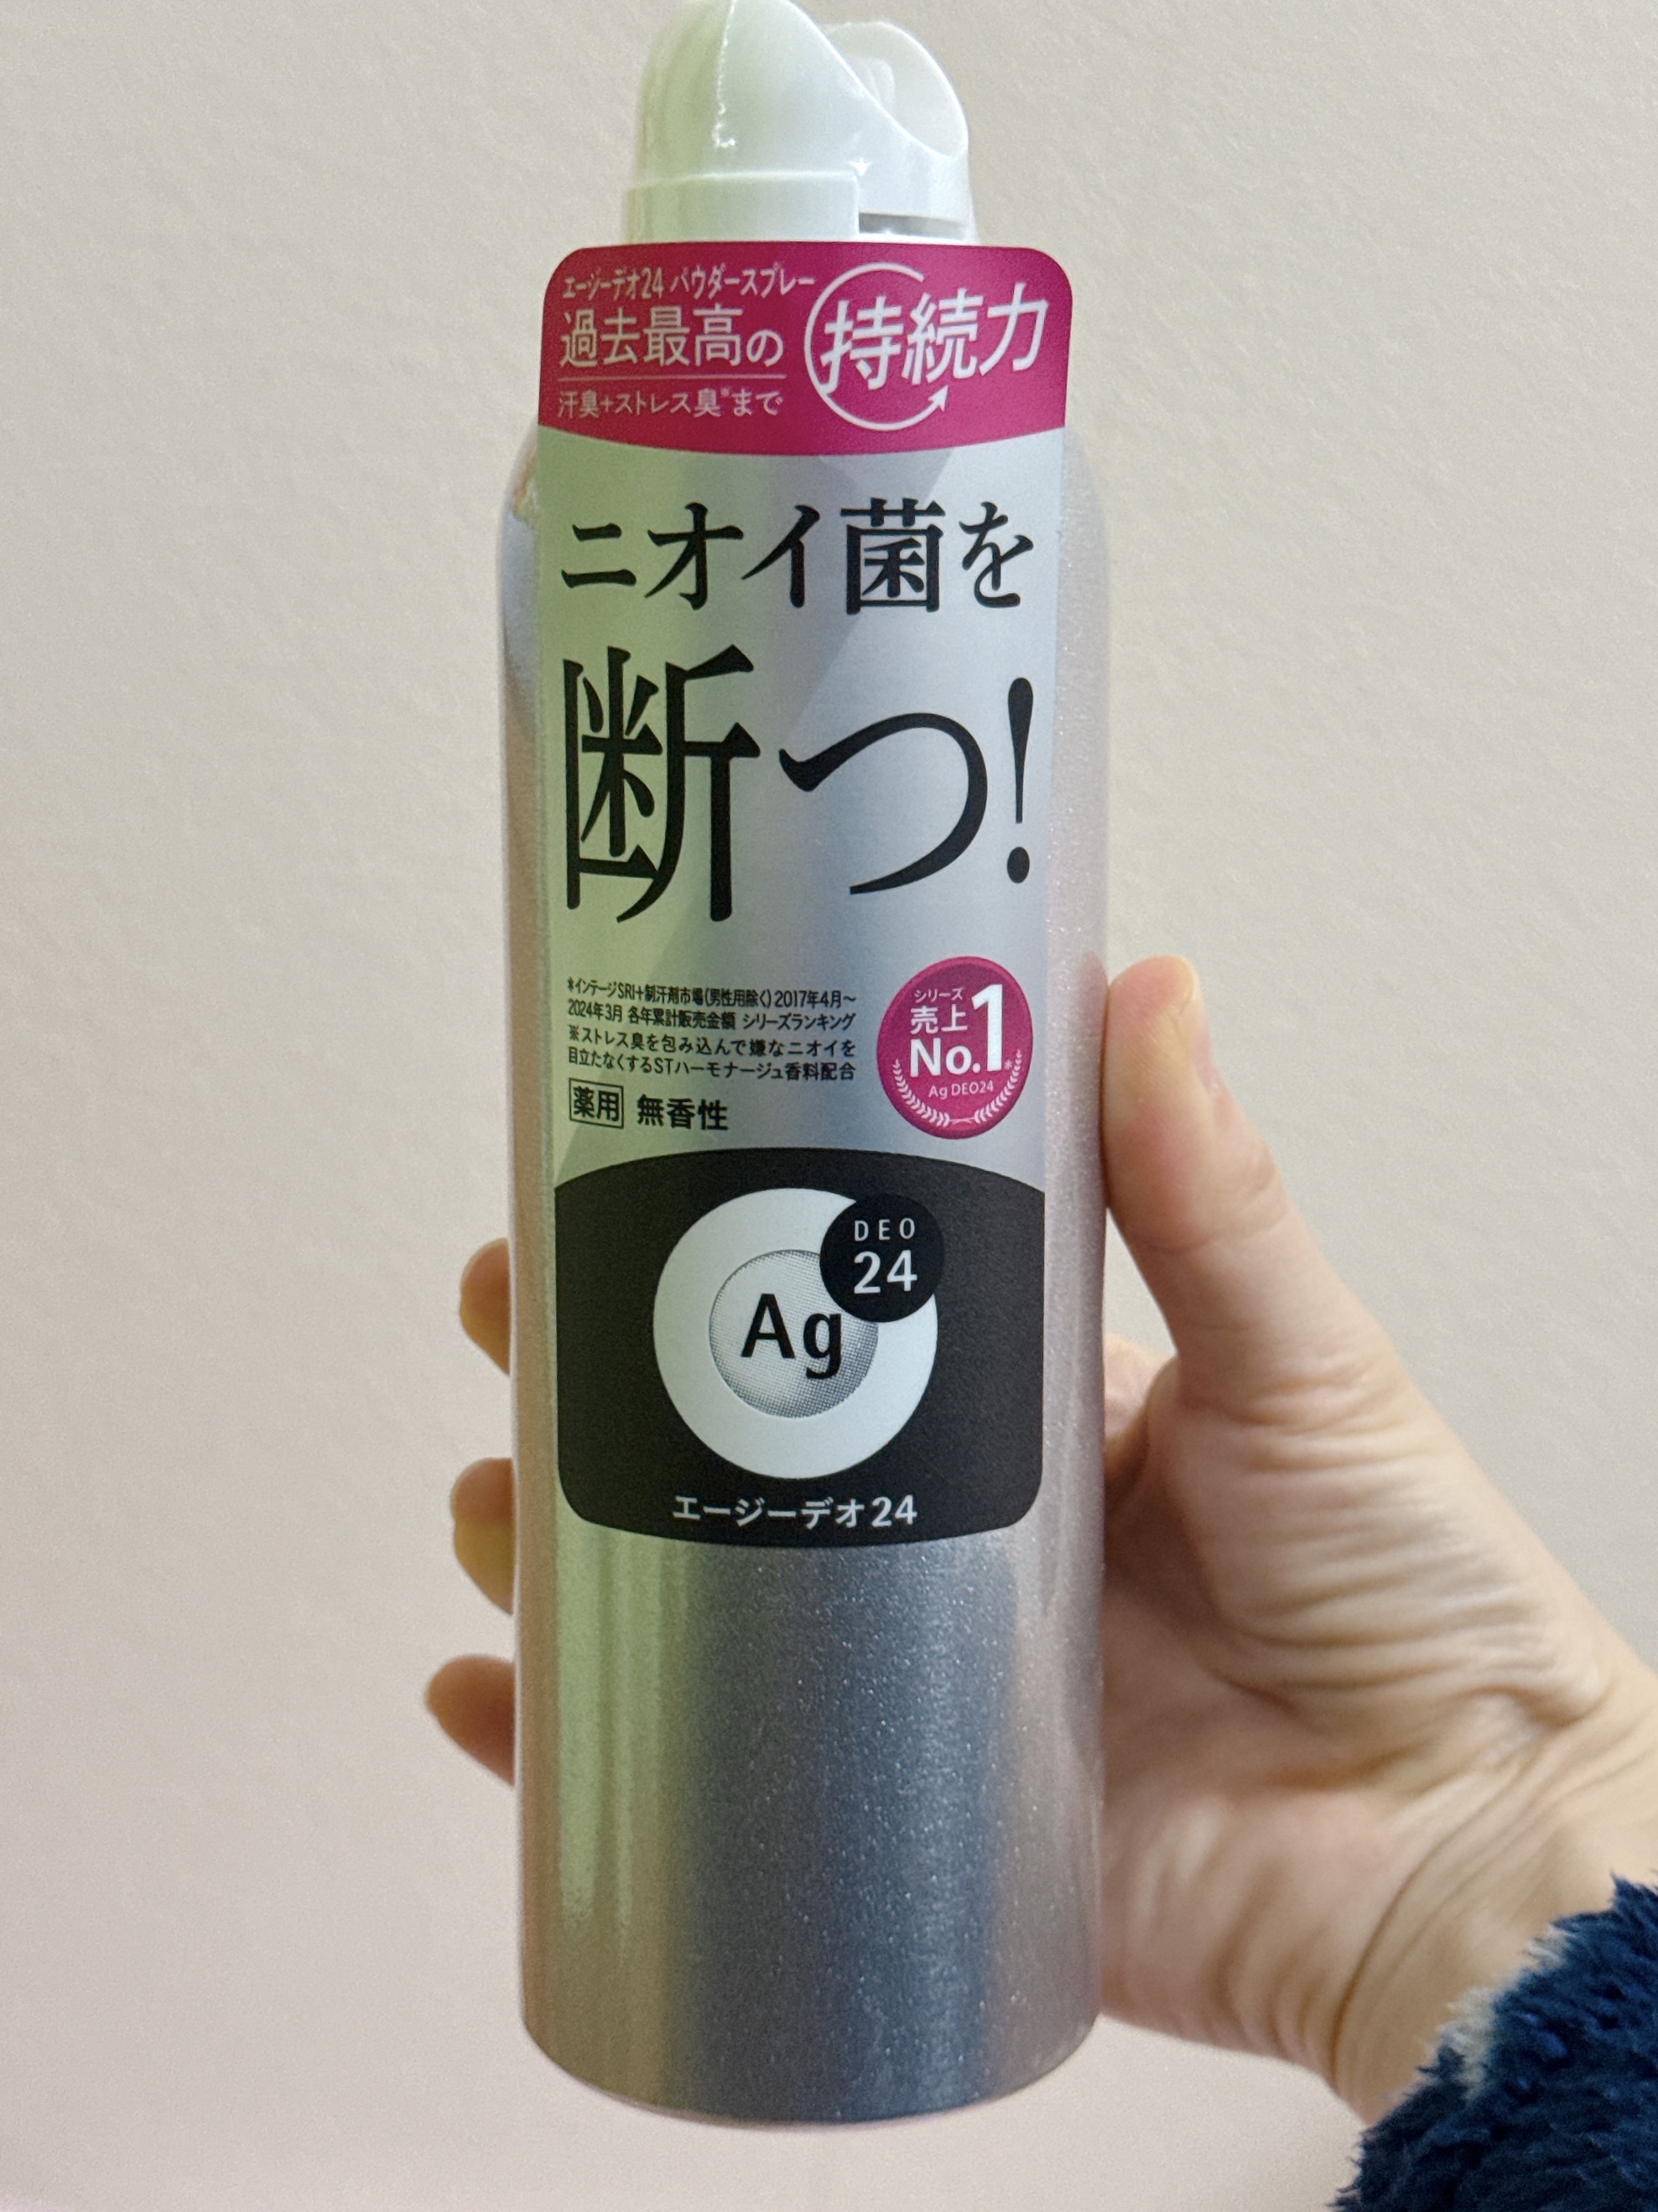 エージーデオ24 パウダースプレー
過去最高の
持続力
汗臭+ストレス臭※まで
ニオイ菌を
断つ!
*インテージSRI+制汗剤市場(男性用除く)2017年4月〜
2024年3月 各年累計販売金額 シリーズランキング
※ストレス臭を包み込んで嫌なニオイを
目立たなくするSTハーモナージュ香料配合
薬用 無香性
シリーズ
売上
No.1*
Ag DEO24
DEO
24
Ag
エージーデオ24